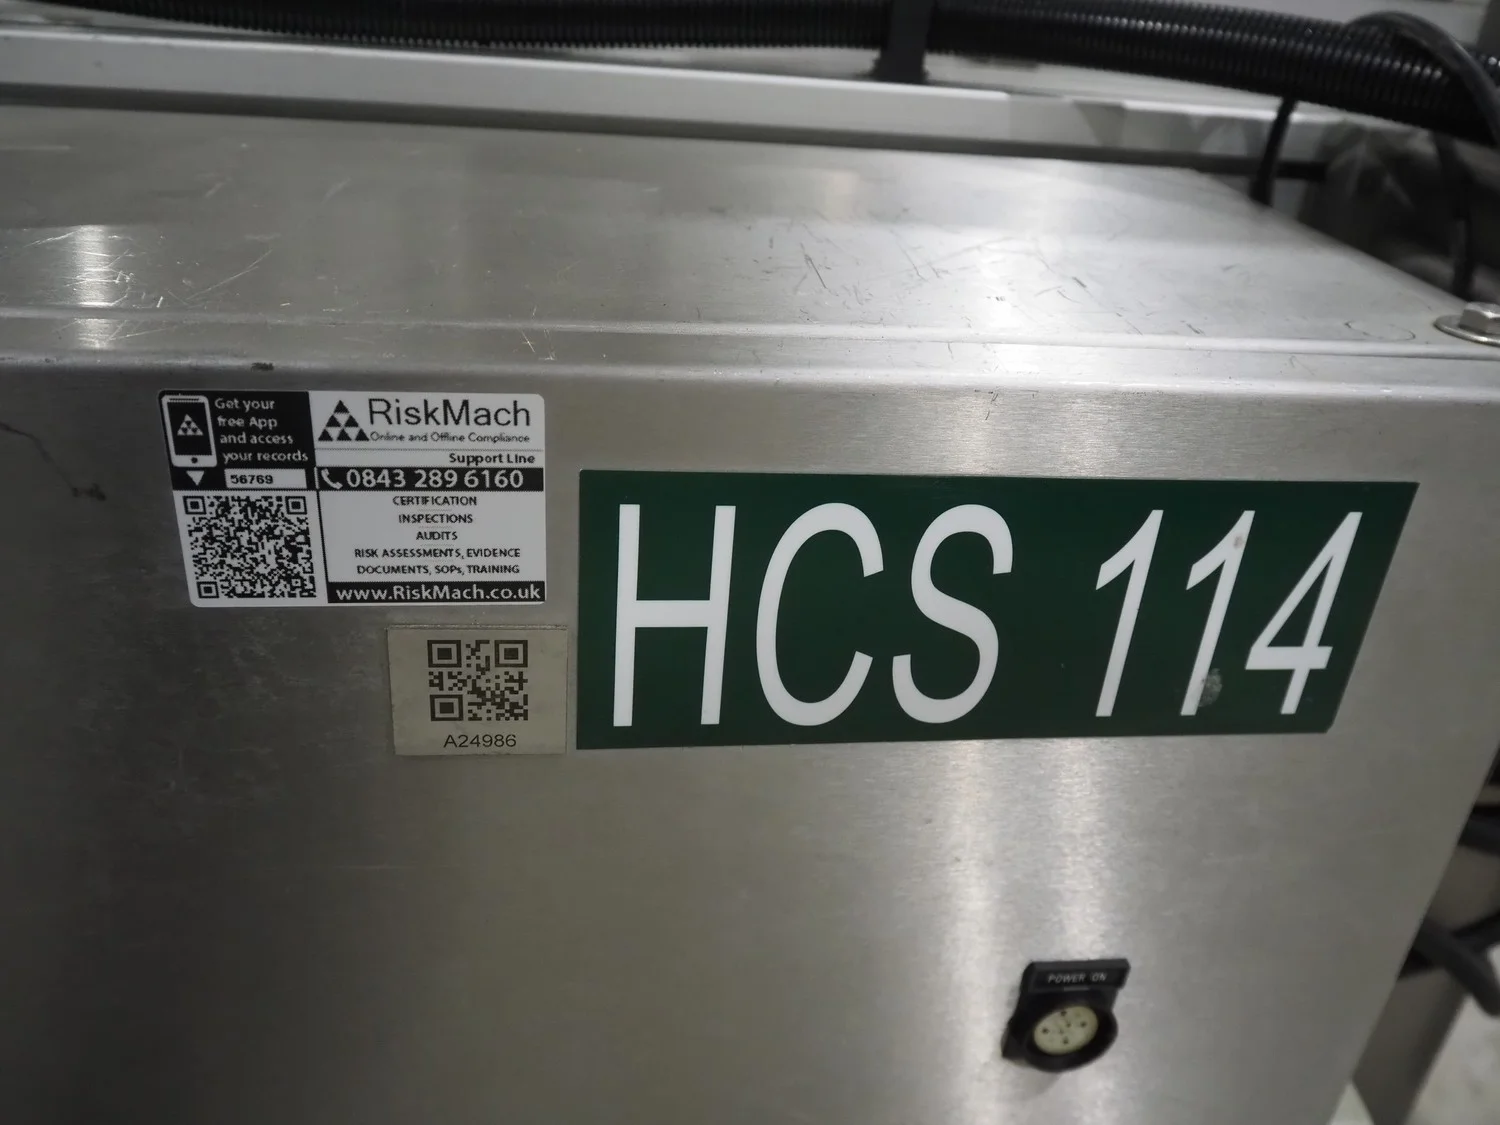 Get your
free App
and access
your records
56769
RiskMach
Online and Offline Compliance
Support Line
0843 289 6160
CERTIFICATION
INSPECTIONS
AUDITS
RISK ASSESSMENTS, EVIDENCE
DOCUMENTS, SOPs, TRAINING
www.RiskMach.co.uk
A24986
HCS 114
POWER ON